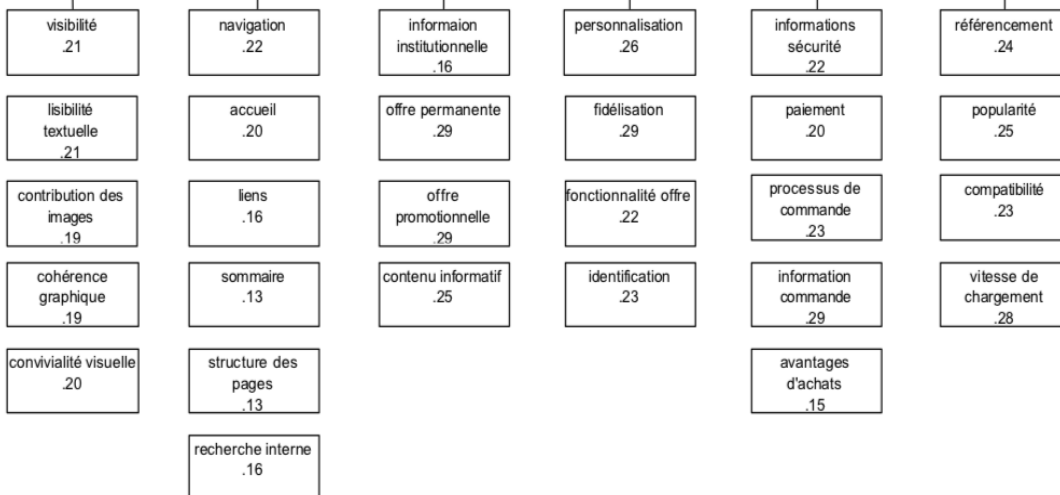 visibilité
.21
lisibilité
textuelle
.21
contribution des
images
.19
cohérence
graphique
.19
convivialité visuelle
.20
navigation
.22
accueil
.20
liens
.16
sommaire
.13
structure des
pages
.13
recherche interne
.16
informaion
institutionnelle
.16
offre permanente
.29
offre
promotionnelle
.29
contenu informatif
.25
personnalisation
.26
fidélisation
.29
fonctionnalité offre
.22
identification
.23
informations
sécurité
.22
paiement
.20
processus de
commande
.23
information
commande
.29
avantages
d'achats
.15
référencement
.24
popularité
.25
compatibilité
.23
vitesse de
chargement
.28